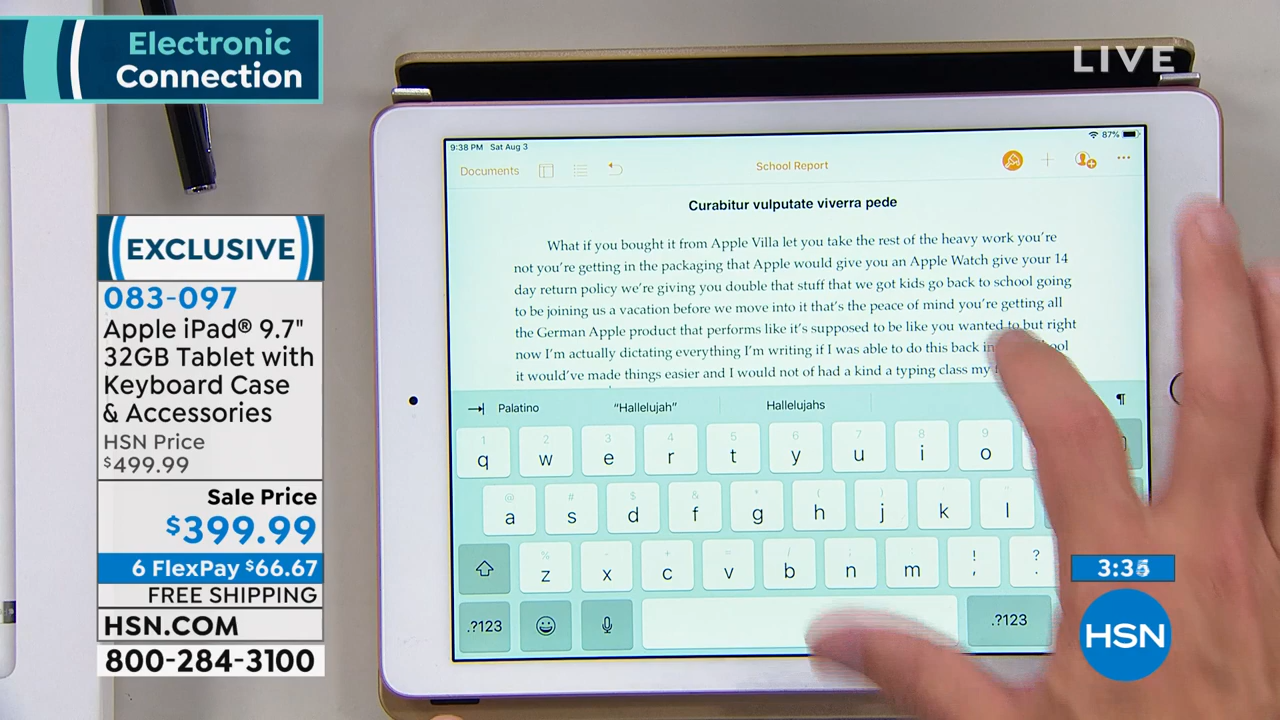 Electronic
Connection
LIVE
EXCLUSIVE
083-097
Apple iPad® 9.7"
32GB Tablet with
Keyboard Case
& Accessories
HSN Price
$499.99
Sale Price
$399.99
6 FlexPay $66.67
FREE SHIPPING
HSN.COM
800-284-3100
9:38 PM Sat Aug 3
87%
Documents
School Report
Curabitur vulputate viverra pede
What if you bought it from Apple Villa let you take the rest of the heavy work you’re
not you’re getting in the packaging that Apple would give you an Apple Watch give your 14
day return policy we’re giving you double that stuff that we got kids go back to school going
to be joining us a vacation before we move into it that’s the peace of mind you’re getting all
the German Apple product that performs like it’s supposed to be like you wanted to but right
now I’m actually dictating everything I’m writing if I was able to do this back in
it would’ve made things easier and I would not of had a kind a typing class my
Palatino “Hallelujah” Hallelujahs ¶
1 2 3 4 5 6 7 8 9
q w e r t y u i o
@ # $ & * ( ) ' "
a s d f g h j k l
% - + = / ; : ! ?
z x c v b n m , .
.?123 .?123
3:35
HSN